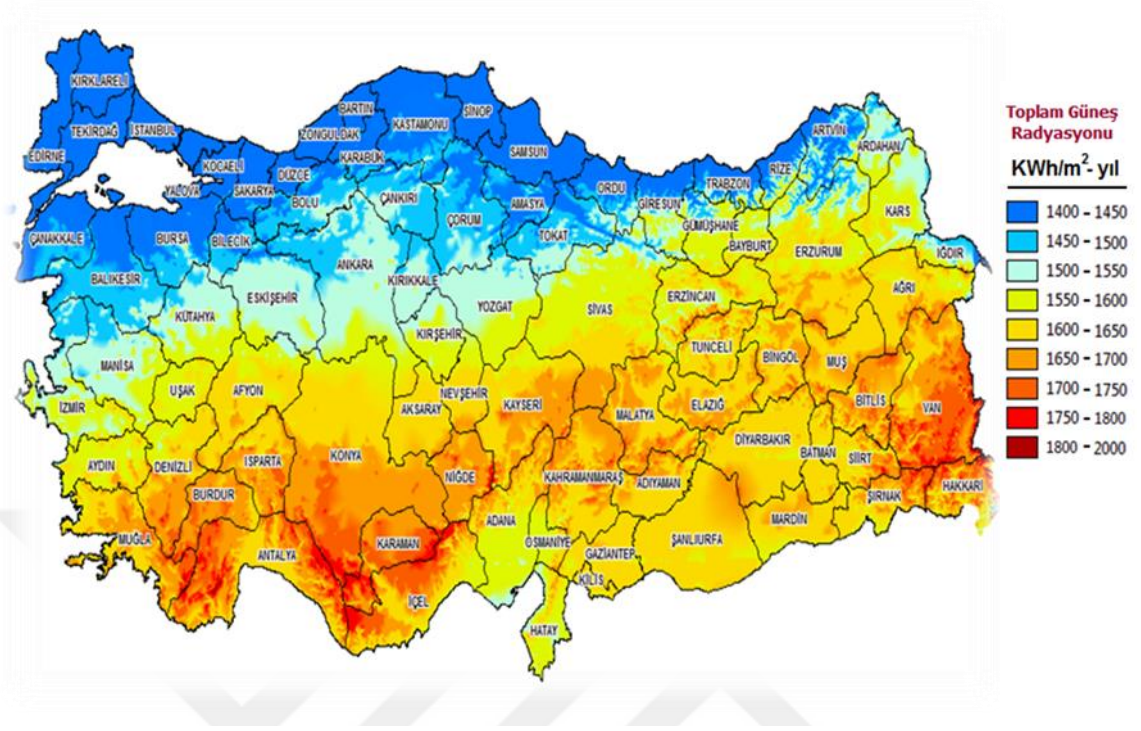 KIRKLARELİ
EDİRNE
TEKİRDAĞ
İSTANBUL
KOCAELİ
YALOVA
SAKARYA
DÜZCE
BOLU
ZONGULDAK
BARTIN
KARABÜK
KASTAMONU
SİNOP
SAMSUN
ORDU
GİRESUN
TRABZON
RİZE
ARTVİN
ARDAHAN
ÇANAKKALE
BURSA
BİLECİK
ÇANKIRI
ÇORUM
AMASYA
TOKAT
GÜMÜŞHANE
BAYBURT
ERZURUM
KARS
IĞDIR
BALIKESİR
KÜTAHYA
ESKİŞEHİR
ANKARA
KIRIKKALE
YOZGAT
SİVAS
ERZİNCAN
AĞRI
MANİSA
UŞAK
AFYON
KIRŞEHİR
NEVŞEHİR
AKSARAY
KAYSERİ
MALATYA
TUNCELİ
ELAZIĞ
BİNGÖL
MUŞ
BİTLİS
VAN
İZMİR
AYDIN
DENİZLİ
ISPARTA
BURDUR
KONYA
NİĞDE
KAHRAMANMARAŞ
ADIYAMAN
DİYARBAKIR
BATMAN
SİİRT
ŞIRNAK
HAKKARİ
MUĞLA
ANTALYA
KARAMAN
İÇEL
ADANA
OSMANİYE
GAZİANTEP
KİLİS
ŞANLIURFA
MARDİN
HATAY
Toplam Güneş
Radyasyonu
KWh/m²- yıl
1400 - 1450
1450 - 1500
1500 - 1550
1550 - 1600
1600 - 1650
1650 - 1700
1700 - 1750
1750 - 1800
1800 - 2000